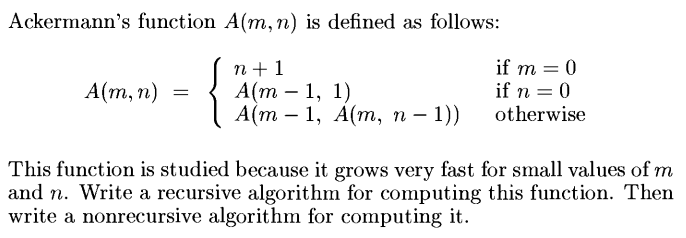 Ackermann's function A(m, n) is defined as follows:
n + 1 if m = 0
A(m, n) = { A(m − 1, 1) if n = 0
A(m − 1, A(m, n − 1)) otherwise
This function is studied because it grows very fast for small values of m
and n. Write a recursive algorithm for computing this function. Then
write a nonrecursive algorithm for computing it.